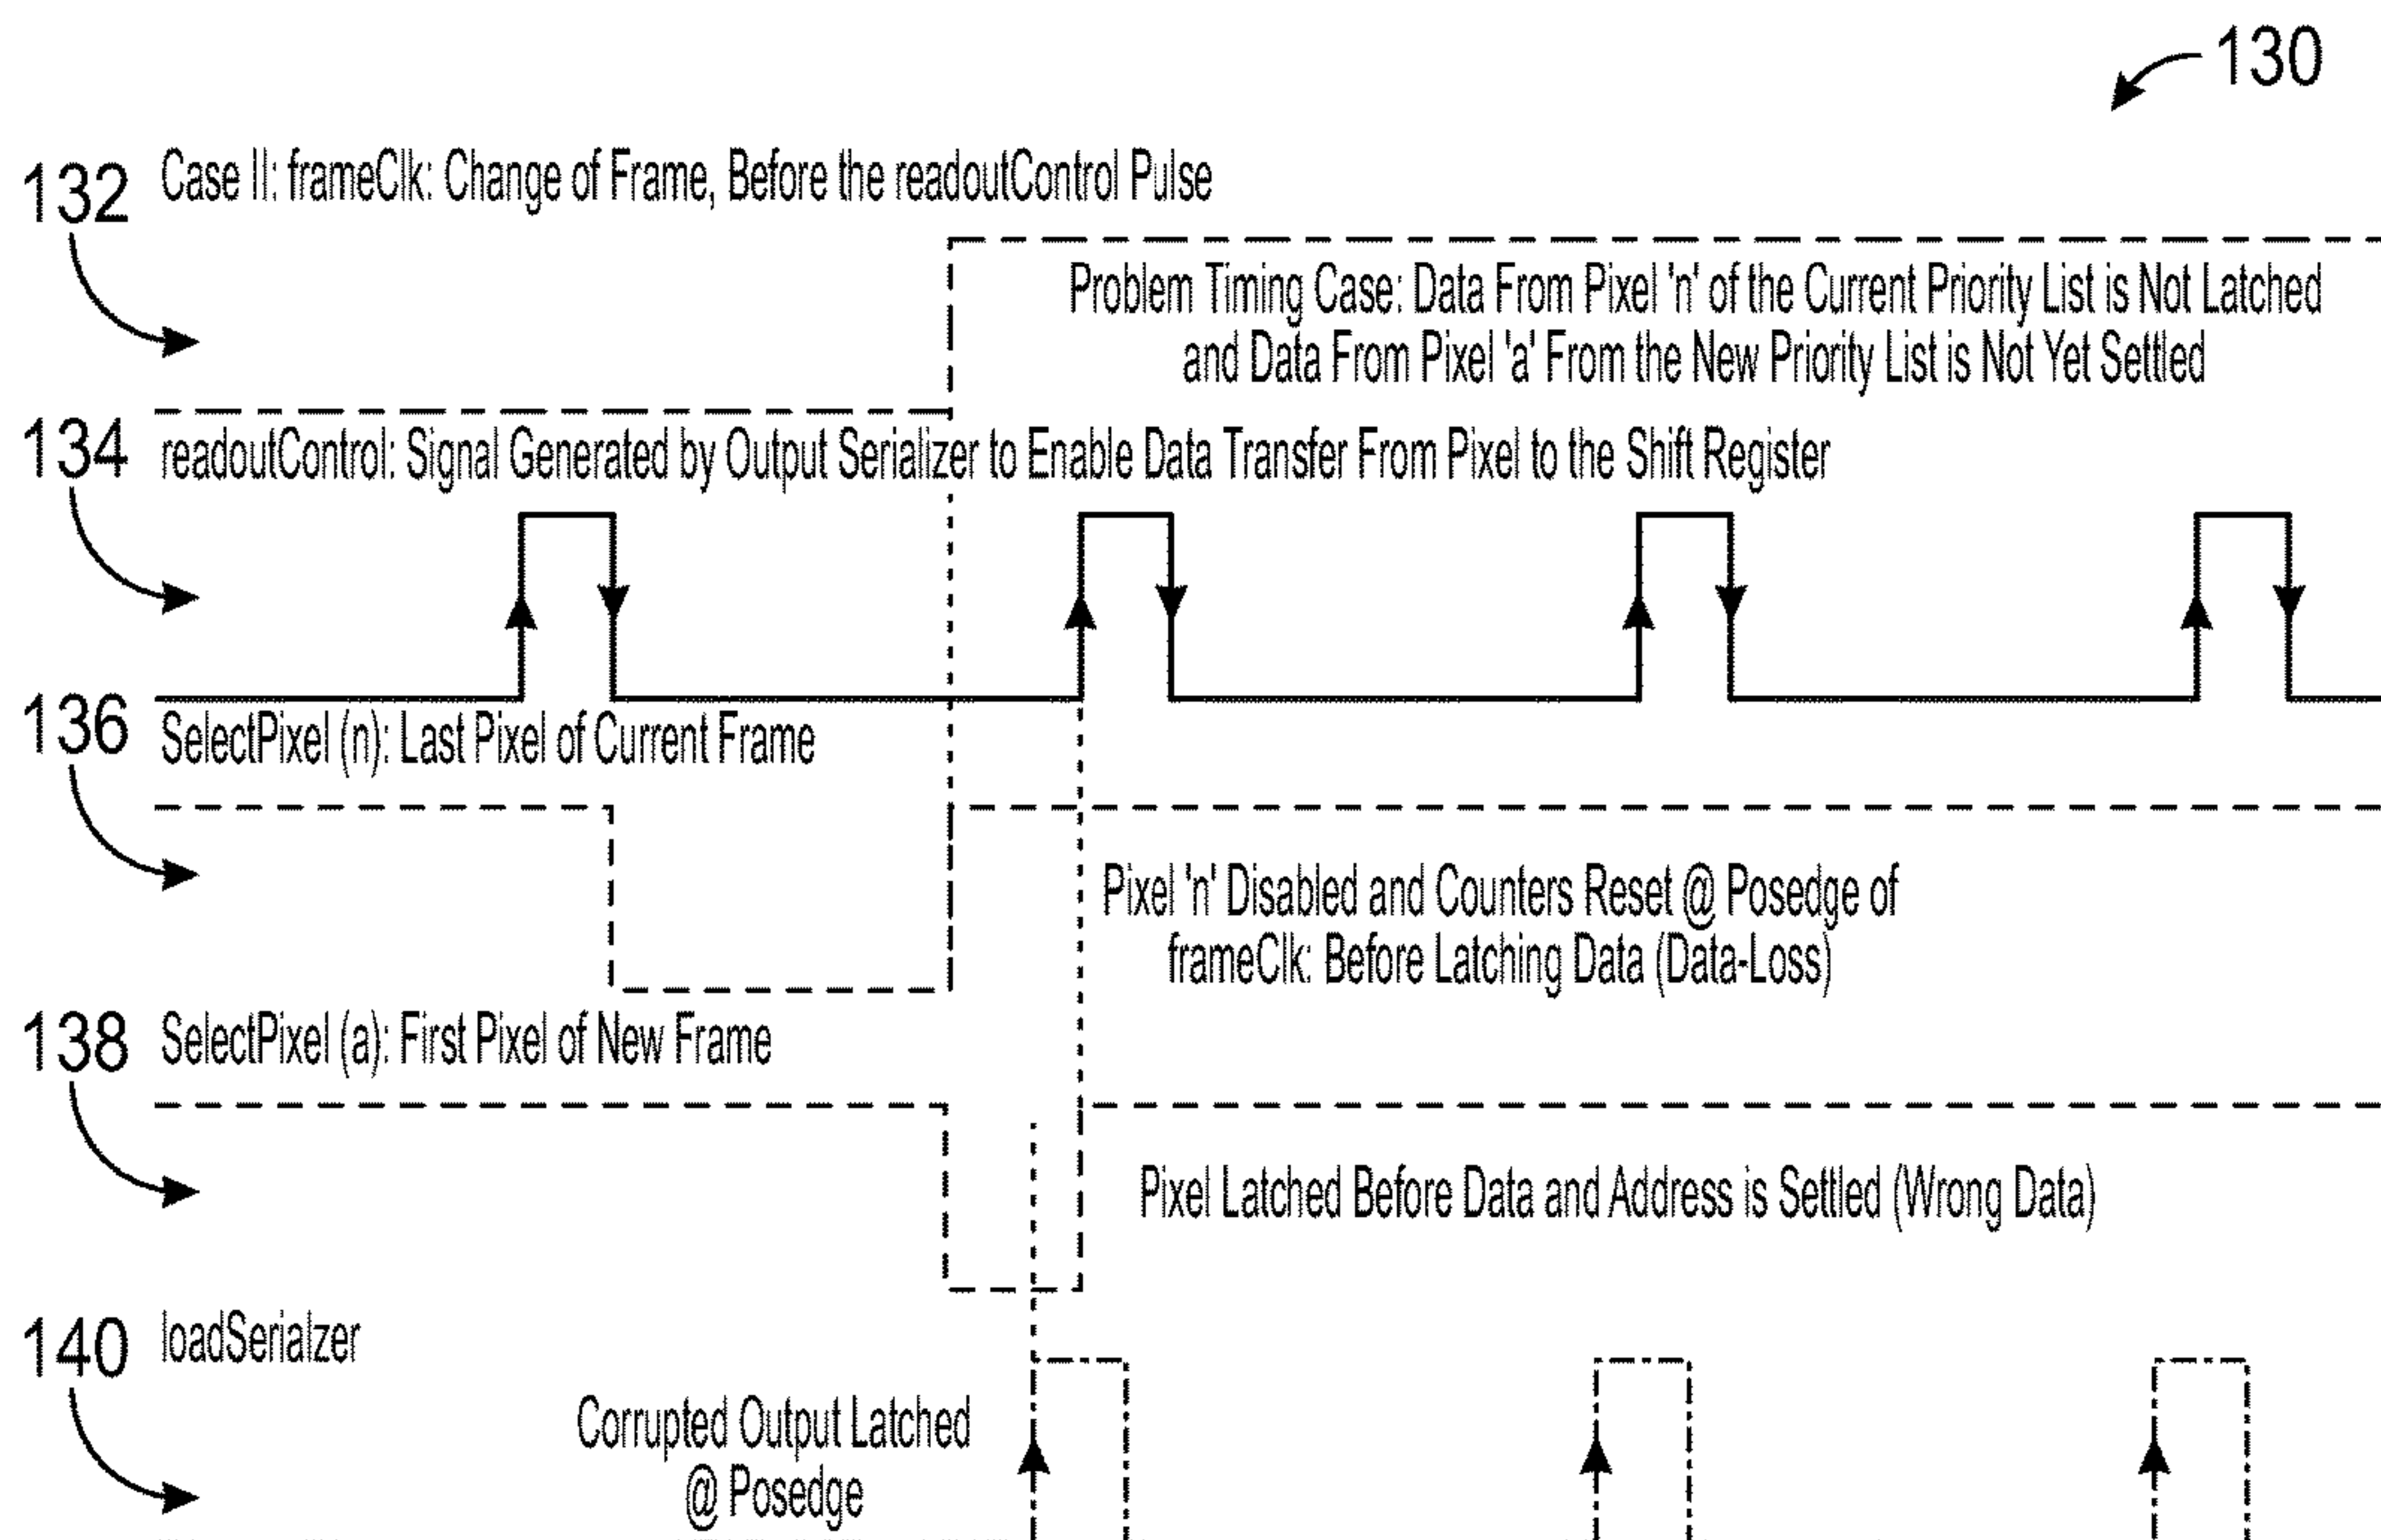 130
132 Case II: frameClk: Change of Frame, Before the readoutControl Pulse
Problem Timing Case: Data From Pixel 'n' of the Current Priority List is Not Latched
and Data From Pixel 'a' From the New Priority List is Not Yet Settled
134 readoutControl: Signal Generated by Output Serializer to Enable Data Transfer From Pixel to the Shift Register
136 SelectPixel (n): Last Pixel of Current Frame
Pixel 'n' Disabled and Counters Reset @ Posedge of
frameClk: Before Latching Data (Data-Loss)
138 SelectPixel (a): First Pixel of New Frame
Pixel Latched Before Data and Address is Settled (Wrong Data)
140 loadSerialzer
Corrupted Output Latched
@ Posedge